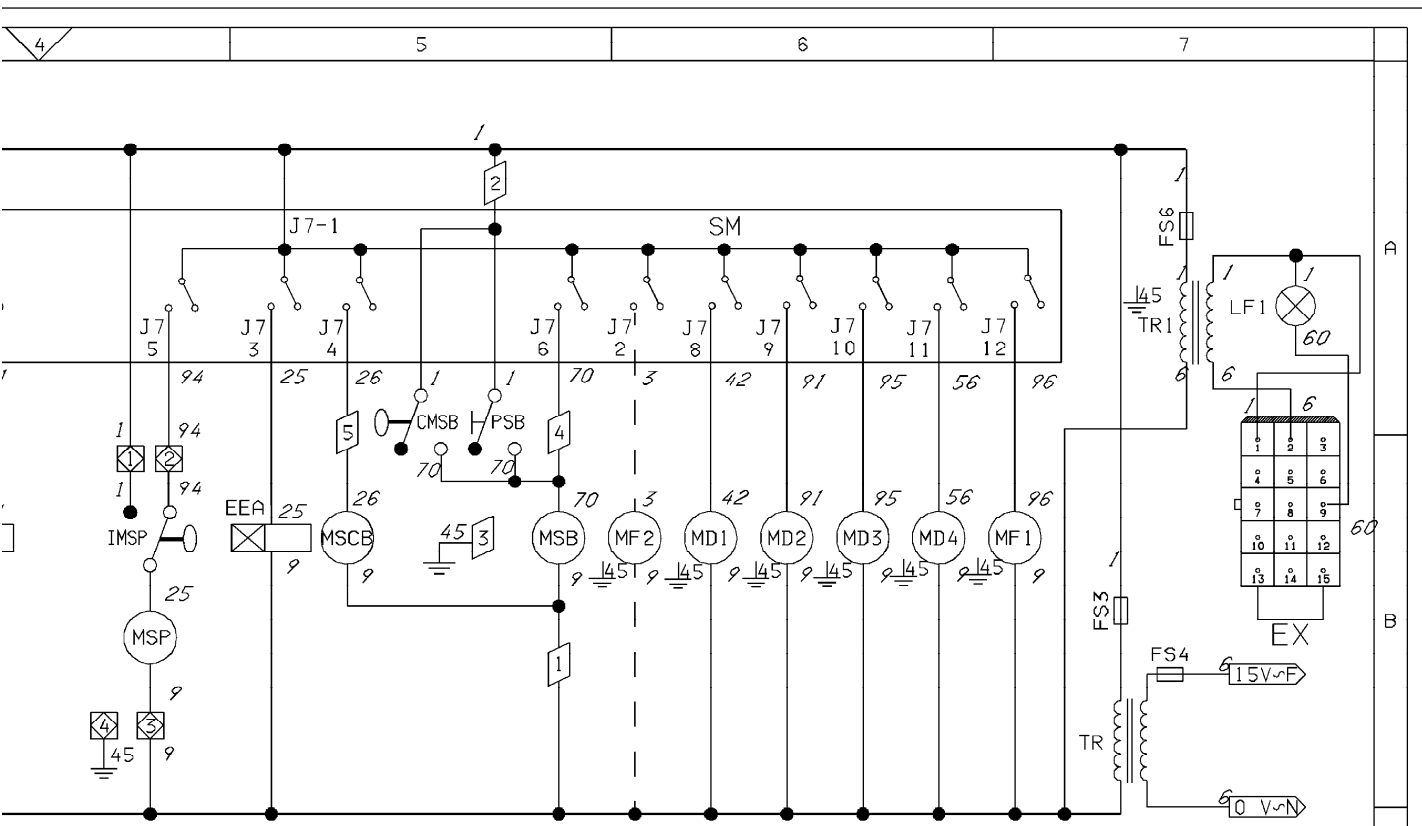 4 5 6 7
1
2
J7-1 SM
1
FS6
A
1 1 1
45
TR1
LF1
60
J7 J7 J7 J7 J7 J7 J7 J7 J7 J7
5 3 4 6 2 8 9 10 11 12
6 6
94 25 26 1 1 70 3 42 91 95 56 96
1 6
5 CMSB PSB 4
1 94
1 2
70 70
1 94
1 2 3
4 5 6
7 8 9
10 11 12
13 14 15
60
EEA 25 26 70 3 42 91 95 56 96
IMSP MSCB 45 3 MSB MF2 MD1 MD2 MD3 MD4 MF1
9 9 9 45 9 45 9 45 9 45 9 45 9 45 9
1
25
FS3
B
MSP
EX
1
FS4
6
15V~F
9
4 3
45 9
TR
6
0 V~N